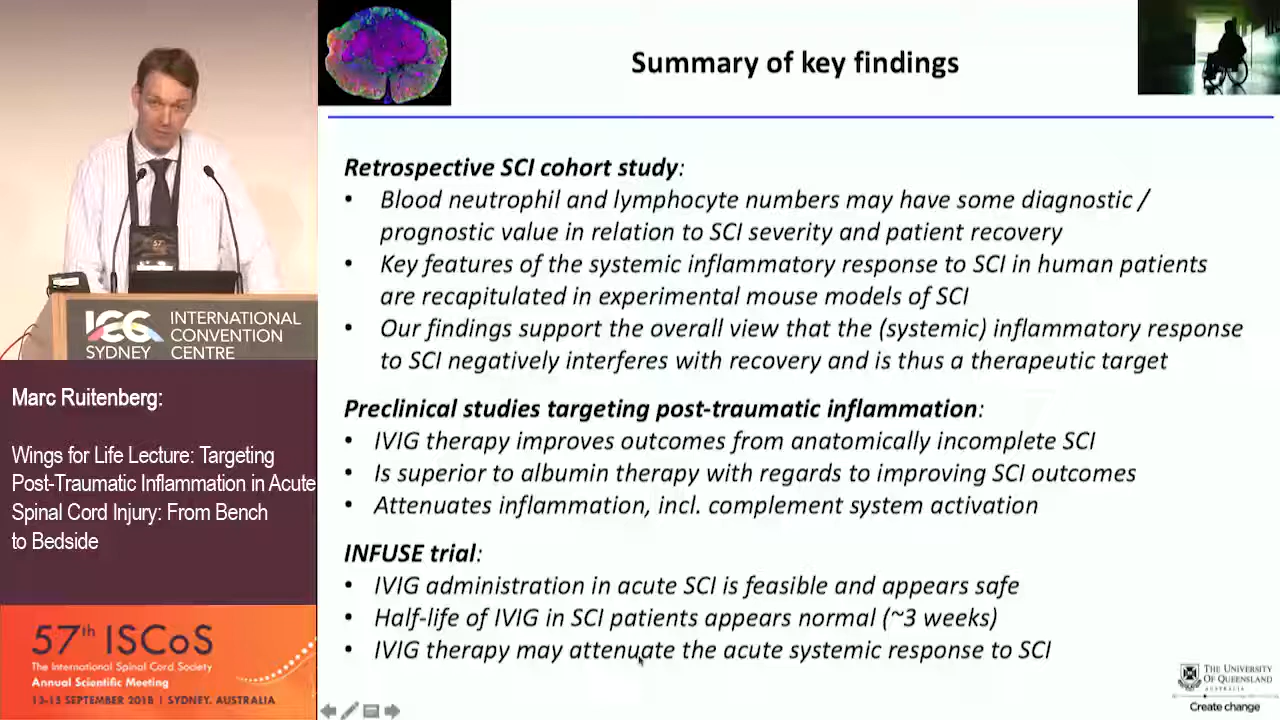 Summary of key findings
Retrospective SCI cohort study:
• Blood neutrophil and lymphocyte numbers may have some diagnostic /
prognostic value in relation to SCI severity and patient recovery
• Key features of the systemic inflammatory response to SCI in human patients
are recapitulated in experimental mouse models of SCI
• Our findings support the overall view that the (systemic) inflammatory response
to SCI negatively interferes with recovery and is thus a therapeutic target
Preclinical studies targeting post-traumatic inflammation:
• IVIG therapy improves outcomes from anatomically incomplete SCI
• Is superior to albumin therapy with regards to improving SCI outcomes
• Attenuates inflammation, incl. complement system activation
INFUSE trial:
• IVIG administration in acute SCI is feasible and appears safe
• Half-life of IVIG in SCI patients appears normal (~3 weeks)
• IVIG therapy may attenuate the acute systemic response to SCI
THE UNIVERSITY
OF QUEENSLAND
AUSTRALIA
Create change
57
ICC
SYDNEY
INTERNATIONAL
CONVENTION
CENTRE
Marc Ruitenberg:
Wings for Life Lecture: Targeting
Post-Traumatic Inflammation in Acute
Spinal Cord Injury: From Bench
to Bedside
57th ISCoS
The International Spinal Cord Society
Annual Scientific Meeting
13-15 SEPTEMBER 2018 | SYDNEY, AUSTRALIA